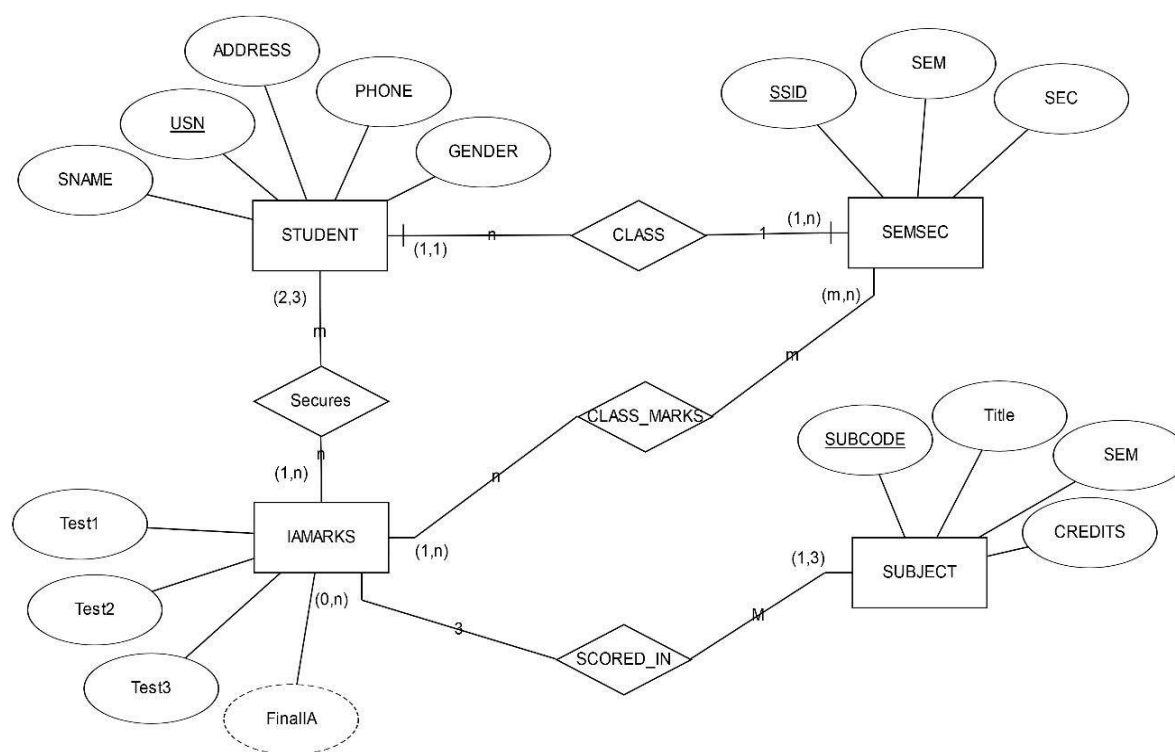 ADDRESS
SEM
PHONE
SSID
SEC
USN
GENDER
SNAME
STUDENT
(1,1)
n
CLASS
1
(1,n)
SEMSEC
(2,3)
(m,n)
m
m
Secures
CLASS_MARKS
n
n
(1,n)
SUBCODE
Title
SEM
CREDITS
Test1
IAMARKS
(1,n)
(1,3)
SUBJECT
Test2
(0,n)
3
M
SCORED_IN
Test3
FinalIA